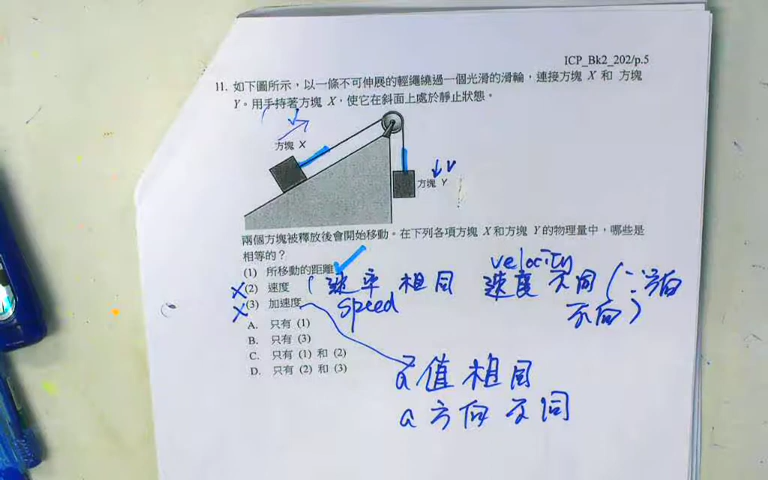 ICP_Bk2_202/p.5
11. 如下圖所示，以一條不可伸展的輕繩繞過一個光滑的滑輪，連接方塊 X 和 方塊
Y。用手持著方塊 X，使它在斜面上處於靜止狀態。
方塊 X
v
方塊 Y
兩個方塊被釋放後會開始移動。在下列各項方塊 X 和方塊 Y 的物理量中，哪些是
相等的？
(1) 所移動的距離
velocity
(2) 速度 速率 相同 速度 不同 (∵方向
(3) 加速度 speed 不同)
A. 只有 (1)
B. 只有 (3)
C. 只有 (1) 和 (2)
D. 只有 (2) 和 (3)
a 值 相同
a 方向 不同